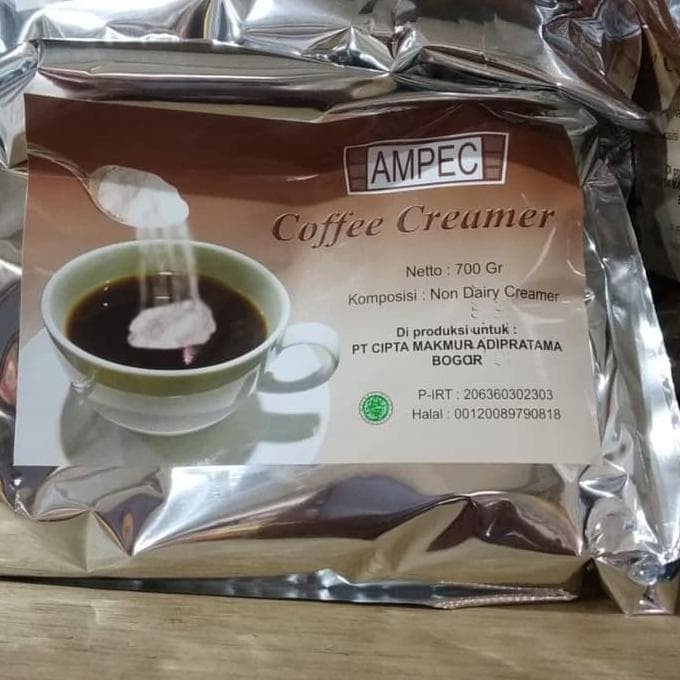 AMPEC
Coffee Creamer
Netto : 700 Gr
Komposisi : Non Dairy Creamer
Di produksi untuk :
PT CIPTA MAKMUR ADIPRATAMA
BOGOR
P-IRT : 206360302303
Halal : 00120089790818